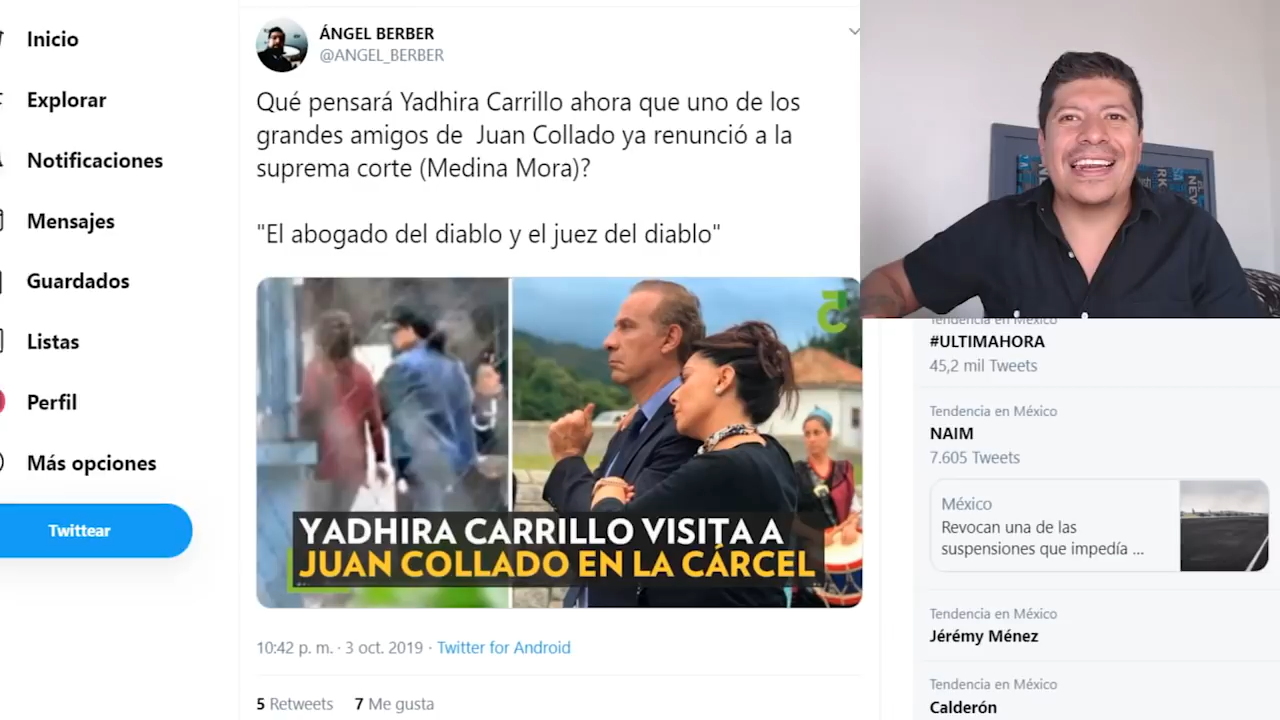 Inicio
Explorar
Notificaciones
Mensajes
Guardados
Listas
Perfil
Más opciones
Twittear
ÁNGEL BERBER
@ANGEL_BERBER
Qué pensará Yadhira Carrillo ahora que uno de los
grandes amigos de Juan Collado ya renunció a la
suprema corte (Medina Mora)?
"El abogado del diablo y el juez del diablo"
YADHIRA CARRILLO VISITA A
JUAN COLLADO EN LA CÁRCEL
10:42 p. m. · 3 oct. 2019 · Twitter for Android
5 Retweets 7 Me gusta
Tendencia en México
#ULTIMAHORA
45,2 mil Tweets
Tendencia en México
NAIM
7.605 Tweets
México
Revocan una de las
suspensiones que impedía ...
Tendencia en México
Jérémy Ménez
Tendencia en México
Calderón